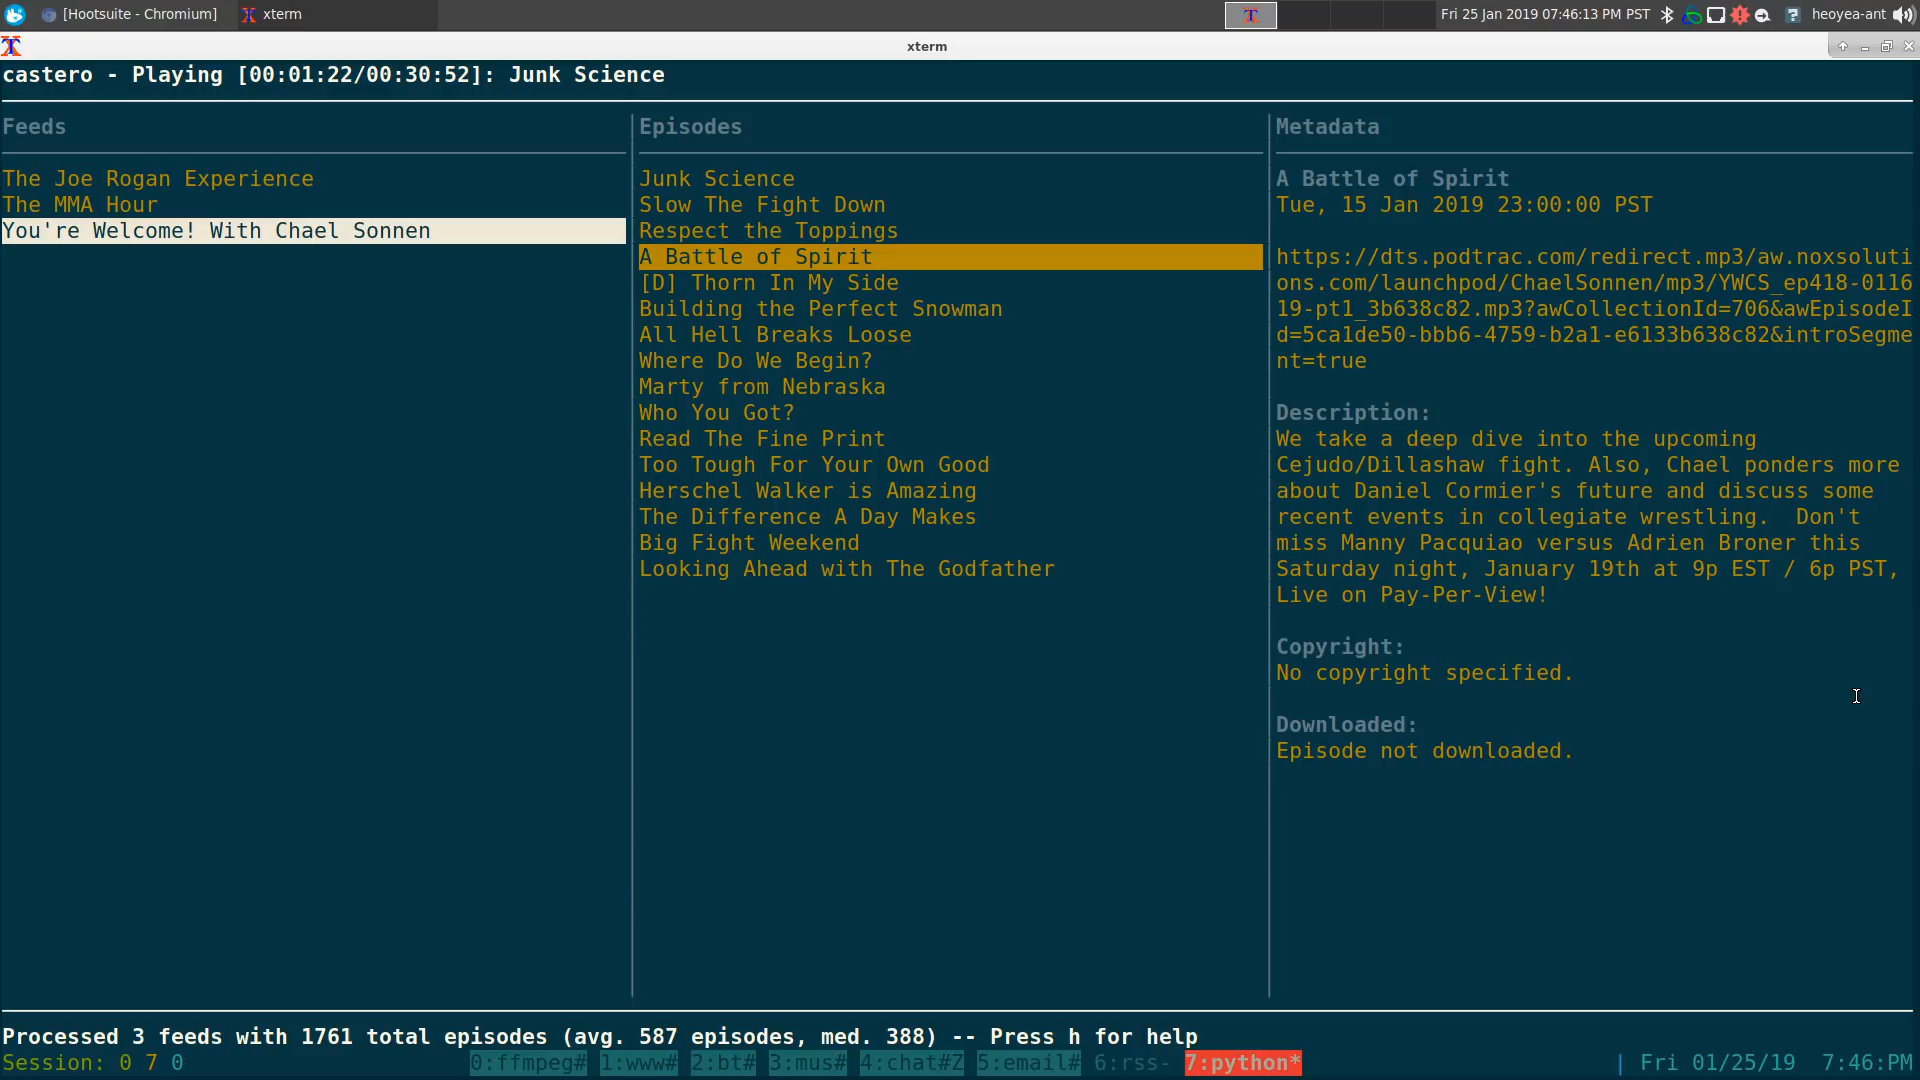 [Hootsuite - Chromium] xterm Fri 25 Jan 2019 07:46:13 PM PST heoyea-ant
xterm
castero - Playing [00:01:22/00:30:52]: Junk Science
Feeds
The Joe Rogan Experience
The MMA Hour
You're Welcome! With Chael Sonnen
Episodes
Junk Science
Slow The Fight Down
Respect the Toppings
A Battle of Spirit
[D] Thorn In My Side
Building the Perfect Snowman
All Hell Breaks Loose
Where Do We Begin?
Marty from Nebraska
Who You Got?
Read The Fine Print
Too Tough For Your Own Good
Herschel Walker is Amazing
The Difference A Day Makes
Big Fight Weekend
Looking Ahead with The Godfather
Metadata
A Battle of Spirit
Tue, 15 Jan 2019 23:00:00 PST
https://dts.podtrac.com/redirect.mp3/aw.noxsoluti
ons.com/launchpod/ChaelSonnen/mp3/YWCS_ep418-0116
19-pt1_3b638c82.mp3?awCollectionId=706&awEpisodeI
d=5ca1de50-bbb6-4759-b2a1-e6133b638c82&introSegme
nt=true
Description:
We take a deep dive into the upcoming
Cejudo/Dillashaw fight. Also, Chael ponders more
about Daniel Cormier's future and discuss some
recent events in collegiate wrestling.  Don't
miss Manny Pacquiao versus Adrien Broner this
Saturday night, January 19th at 9p EST / 6p PST,
Live on Pay-Per-View!
Copyright:
No copyright specified.
Downloaded:
Episode not downloaded.
Processed 3 feeds with 1761 total episodes (avg. 587 episodes, med. 388) -- Press h for help
Session: 0 7 0 0:ffmpeg# 1:www# 2:bt# 3:mus# 4:chat#Z 5:email# 6:rss- 7:python* | Fri 01/25/19 7:46:PM